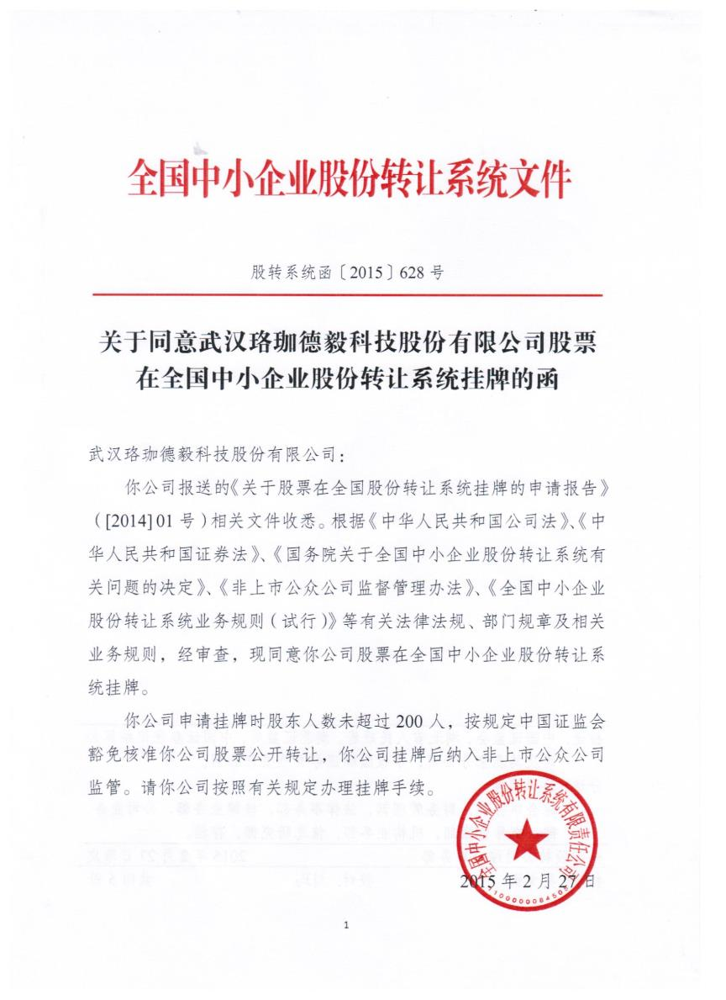 全国中小企业股份转让系统文件
股转系统函〔2015〕628 号
关于同意武汉珞珈德毅科技股份有限公司股票
在全国中小企业股份转让系统挂牌的函
武汉珞珈德毅科技股份有限公司：
你公司报送的《关于股票在全国股份转让系统挂牌的申请报告》
（[2014]01 号）相关文件收悉。根据《中华人民共和国公司法》、《中
华人民共和国证券法》、《国务院关于全国中小企业股份转让系统有
关问题的决定》、《非上市公众公司监督管理办法》、《全国中小企业
股份转让系统业务规则（试行）》等有关法律法规、部门规章及相关
业务规则，经审查，现同意你公司股票在全国中小企业股份转让系
统挂牌。
你公司申请挂牌时股东人数未超过 200 人，按规定中国证监会
豁免核准你公司股票公开转让，你公司挂牌后纳入非上市公众公司
监管。请你公司按照有关规定办理挂牌手续。
全国中小企业股份转让系统有限责任公司
2015 年 2 月 27 日
1